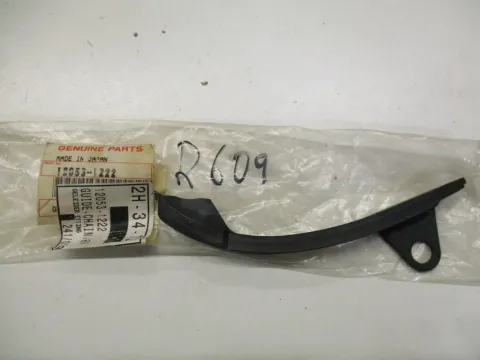 GENUINE PARTS
MADE IN JAPAN
12053-1222
R609
2H-34-
12053-1222
GUIDE-CHAIN